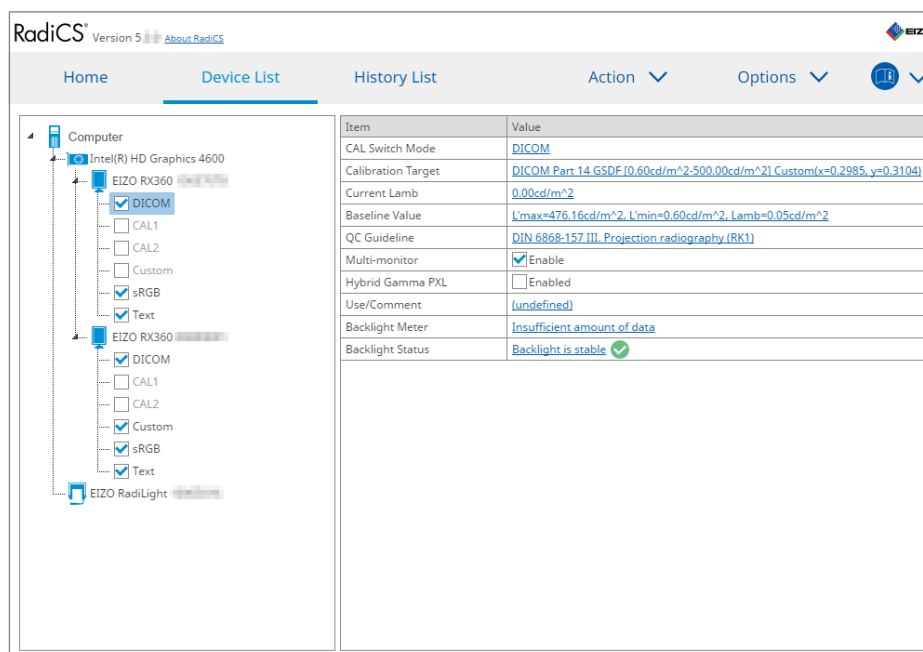 RadiCS® Version 5. About RadiCS
EIZ
Home Device List History List Action Options
Computer
Intel(R) HD Graphics 4600
EIZO RX360
DICOM
CAL1
CAL2
Custom
sRGB
Text
EIZO RX360
DICOM
CAL1
CAL2
Custom
sRGB
Text
EIZO RadiLight
Item Value
CAL Switch Mode DICOM
Calibration Target DICOM Part 14 GSDF [0.60cd/m^2-500.00cd/m^2] Custom(x=0.2985, y=0.3104)
Current Lamb 0.00cd/m^2
Baseline Value L'max=476.16cd/m^2, L'min=0.60cd/m^2, Lamb=0.05cd/m^2
QC Guideline DIN 6868-157 III. Projection radiography (RK1)
Multi-monitor Enable
Hybrid Gamma PXL Enabled
Use/Comment (undefined)
Backlight Meter Insufficient amount of data
Backlight Status Backlight is stable